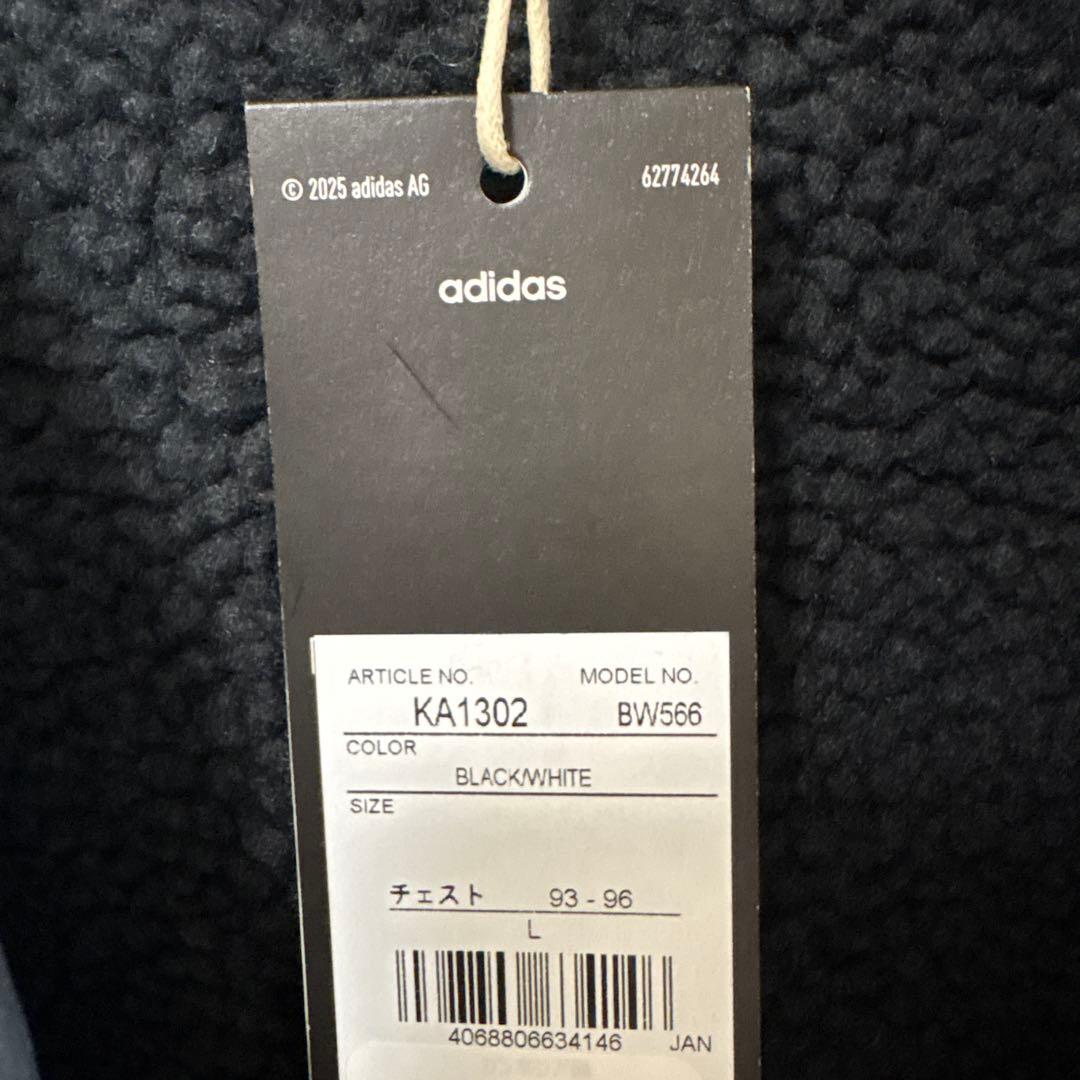 © 2025 adidas AG
62774264
adidas
ARTICLE NO.
MODEL NO.
KA1302
BW566
COLOR
BLACK/WHITE
SIZE
チェスト 93 - 96
L
4068806634146 JAN